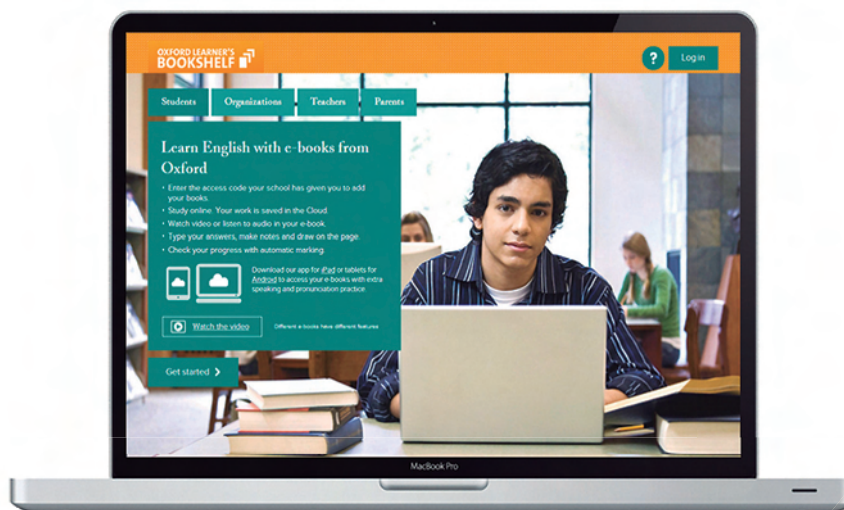 OXFORD LEARNER'S
BOOKSHELF
?
Log in
Students
Organizations
Teachers
Parents
Learn English with e-books from
Oxford
• Enter the access code your school has given you to add
your books.
• Study online. Your work is saved in the Cloud.
• Watch video or listen to audio in your e-book.
• Type your answers, make notes and draw on the page.
• Check your progress with automatic marking.
Download our app for iPad or tablets for
Android to access your e-books with extra
speaking and pronunciation practice
Watch the video
Different e-books have different features
Get started
MacBook Pro